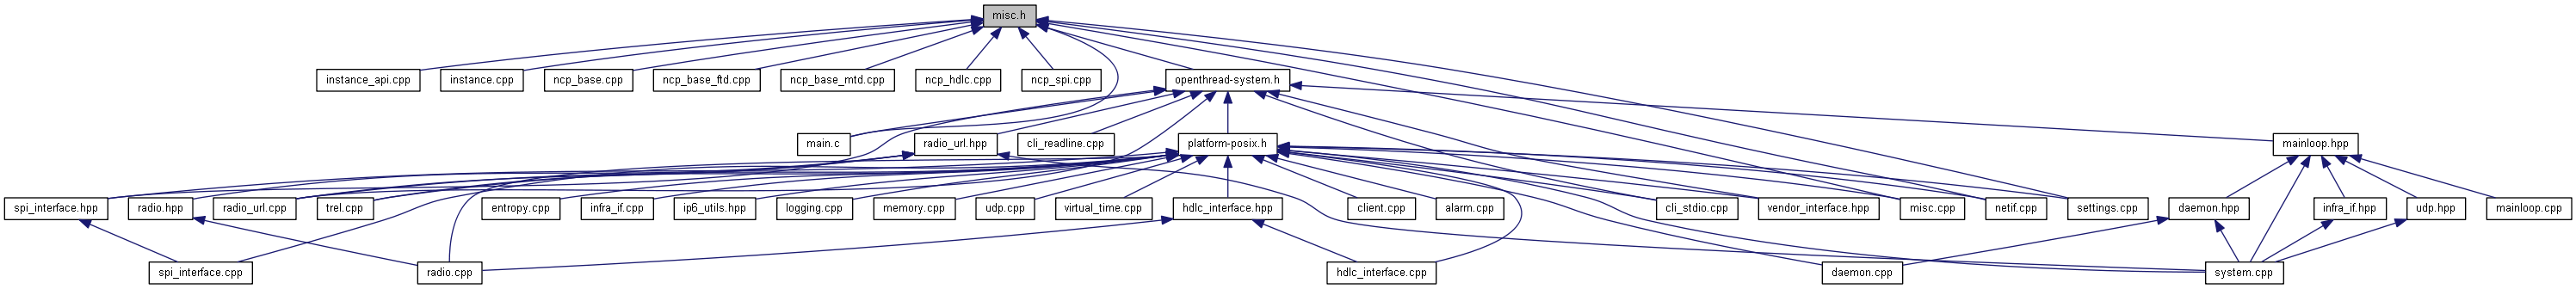 misc.h
instance_api.cpp
instance.cpp
ncp_base.cpp
ncp_base_ftd.cpp
ncp_base_mtd.cpp
ncp_hdlc.cpp
ncp_spi.cpp
openthread-system.h
main.c
radio_url.hpp
cli_readline.cpp
platform-posix.h
mainloop.hpp
spi_interface.hpp
radio.hpp
radio_url.cpp
trel.cpp
entropy.cpp
infra_if.cpp
ip6_utils.hpp
logging.cpp
memory.cpp
udp.cpp
virtual_time.cpp
hdlc_interface.hpp
client.cpp
alarm.cpp
cli_stdio.cpp
vendor_interface.hpp
misc.cpp
netif.cpp
settings.cpp
daemon.hpp
infra_if.hpp
udp.hpp
mainloop.cpp
spi_interface.cpp
radio.cpp
hdlc_interface.cpp
daemon.cpp
system.cpp